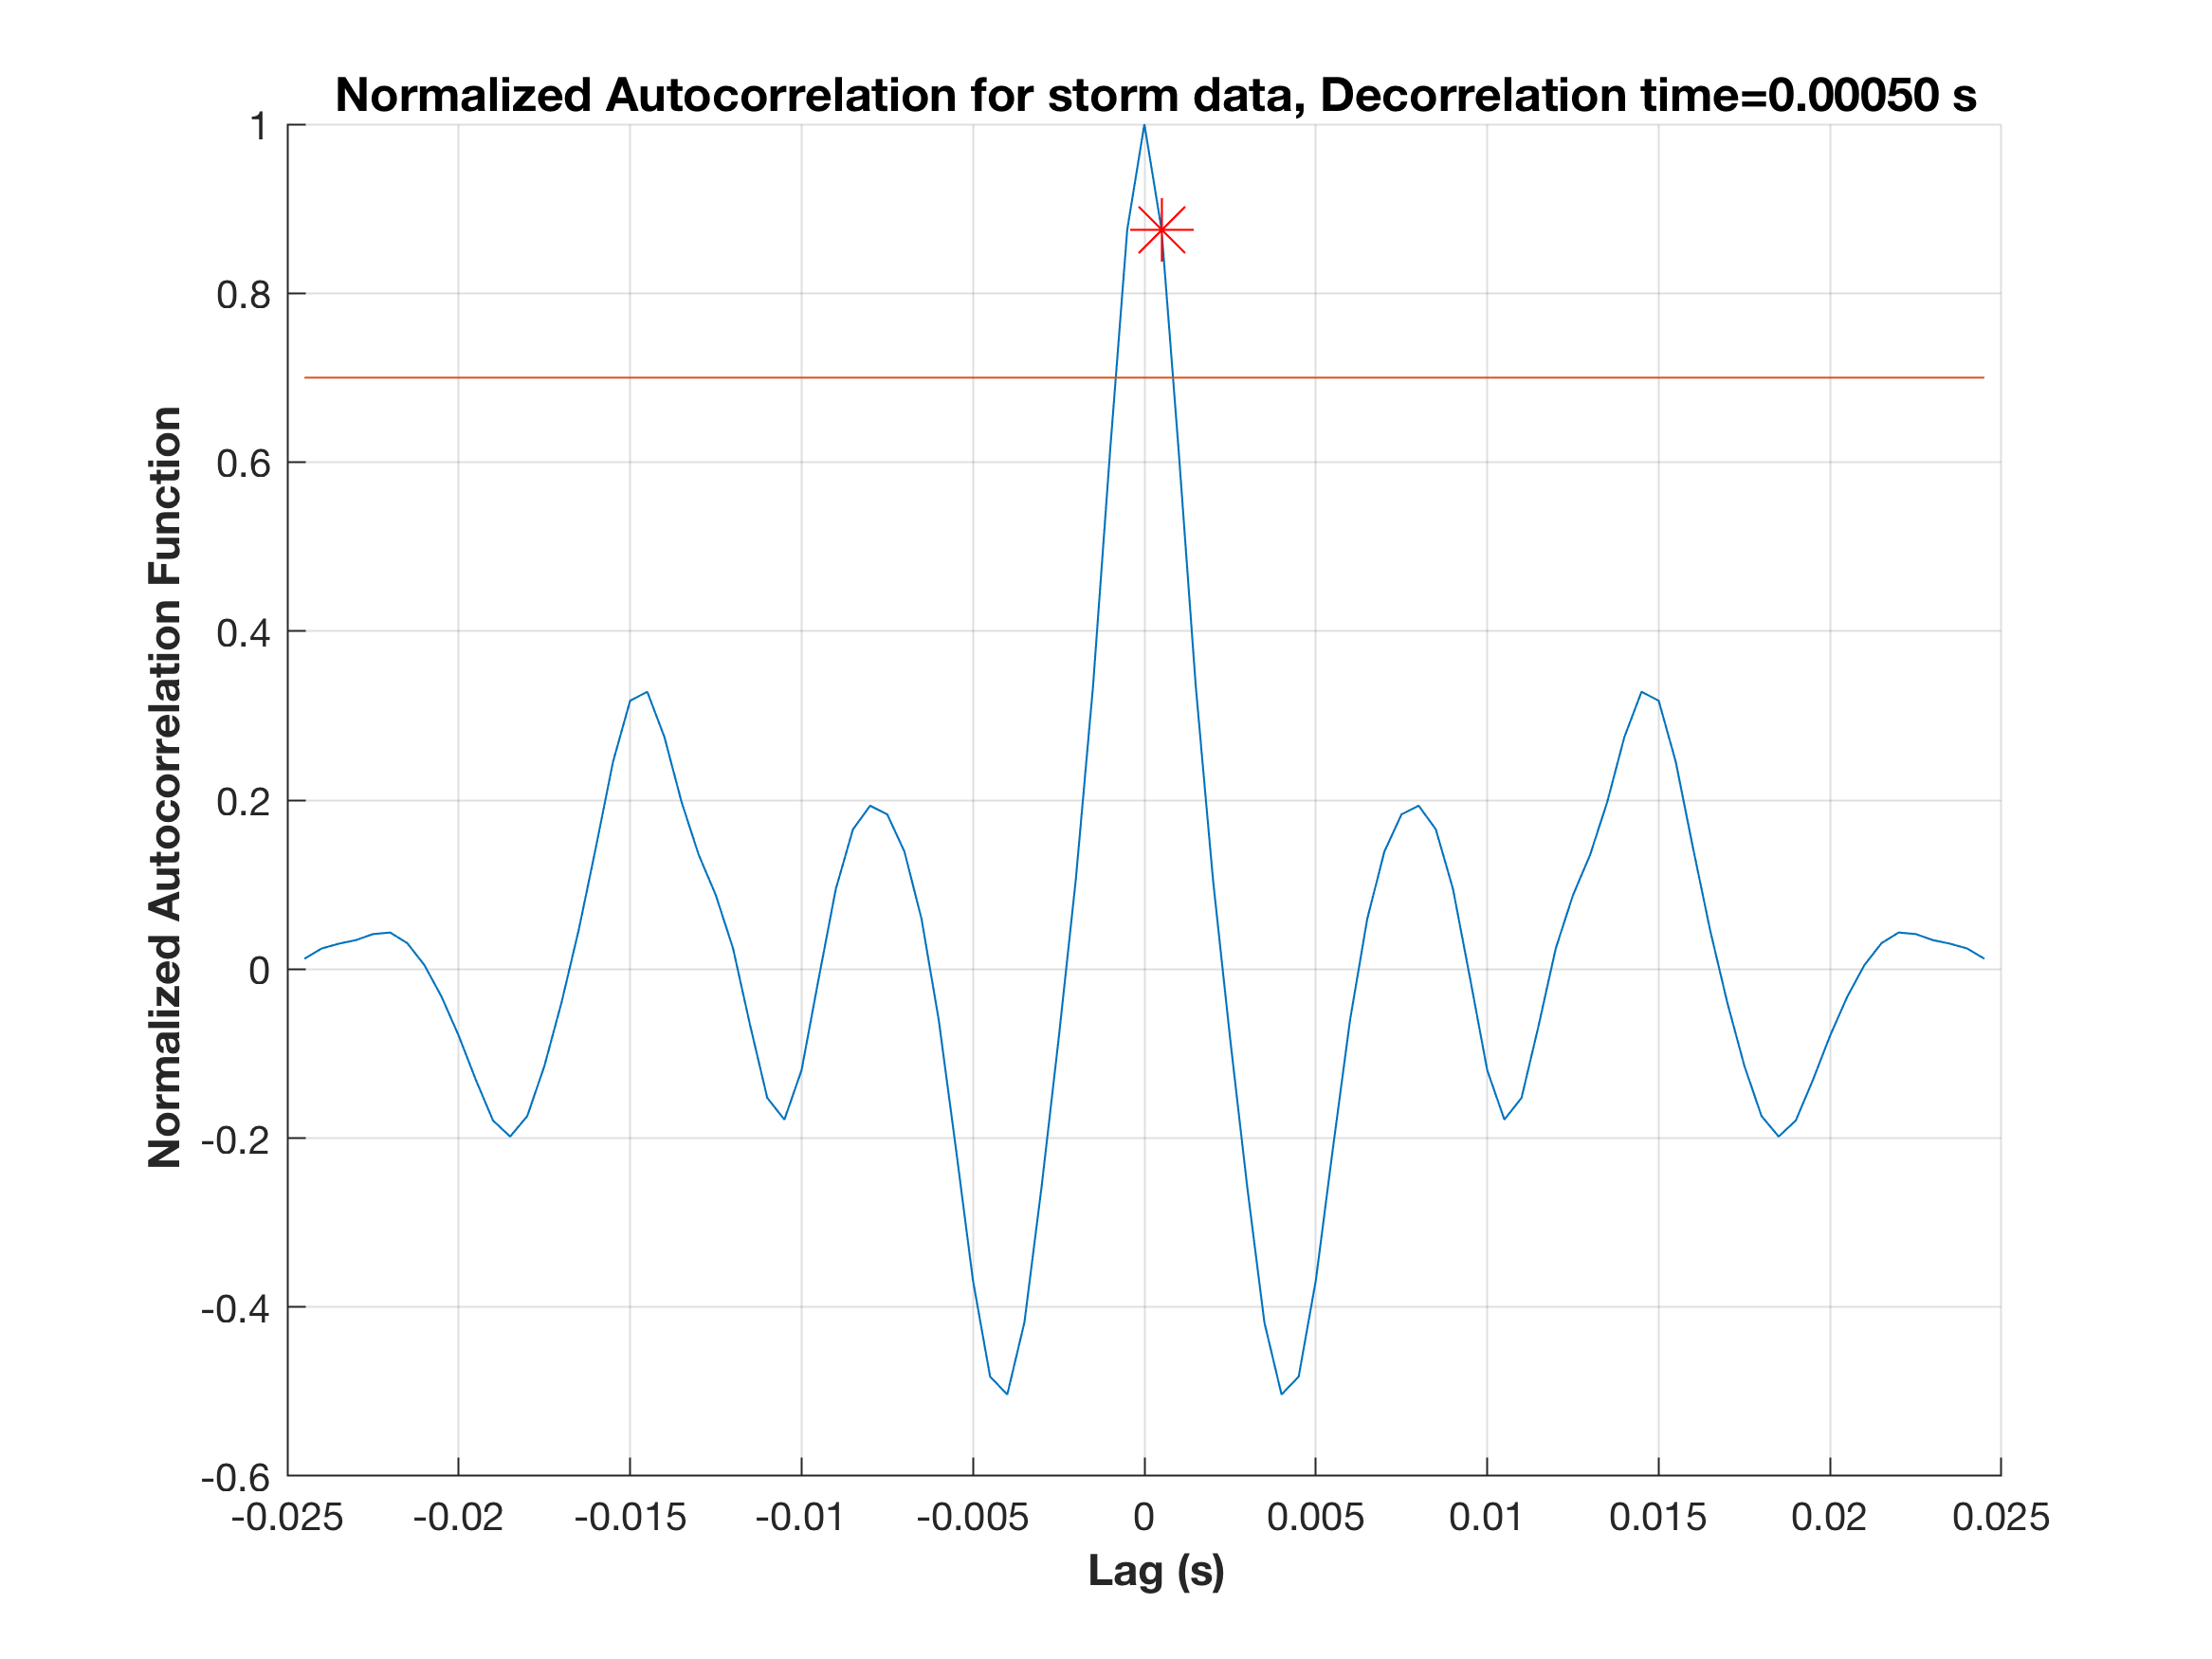 Normalized Autocorrelation for storm data, Decorrelation time=0.00050 s
1
0.8
0.6
0.4
0.2
0
-0.2
-0.4
-0.6
Normalized Autocorrelation Function
-0.025 -0.02 -0.015 -0.01 -0.005 0 0.005 0.01 0.015 0.02 0.025
Lag (s)